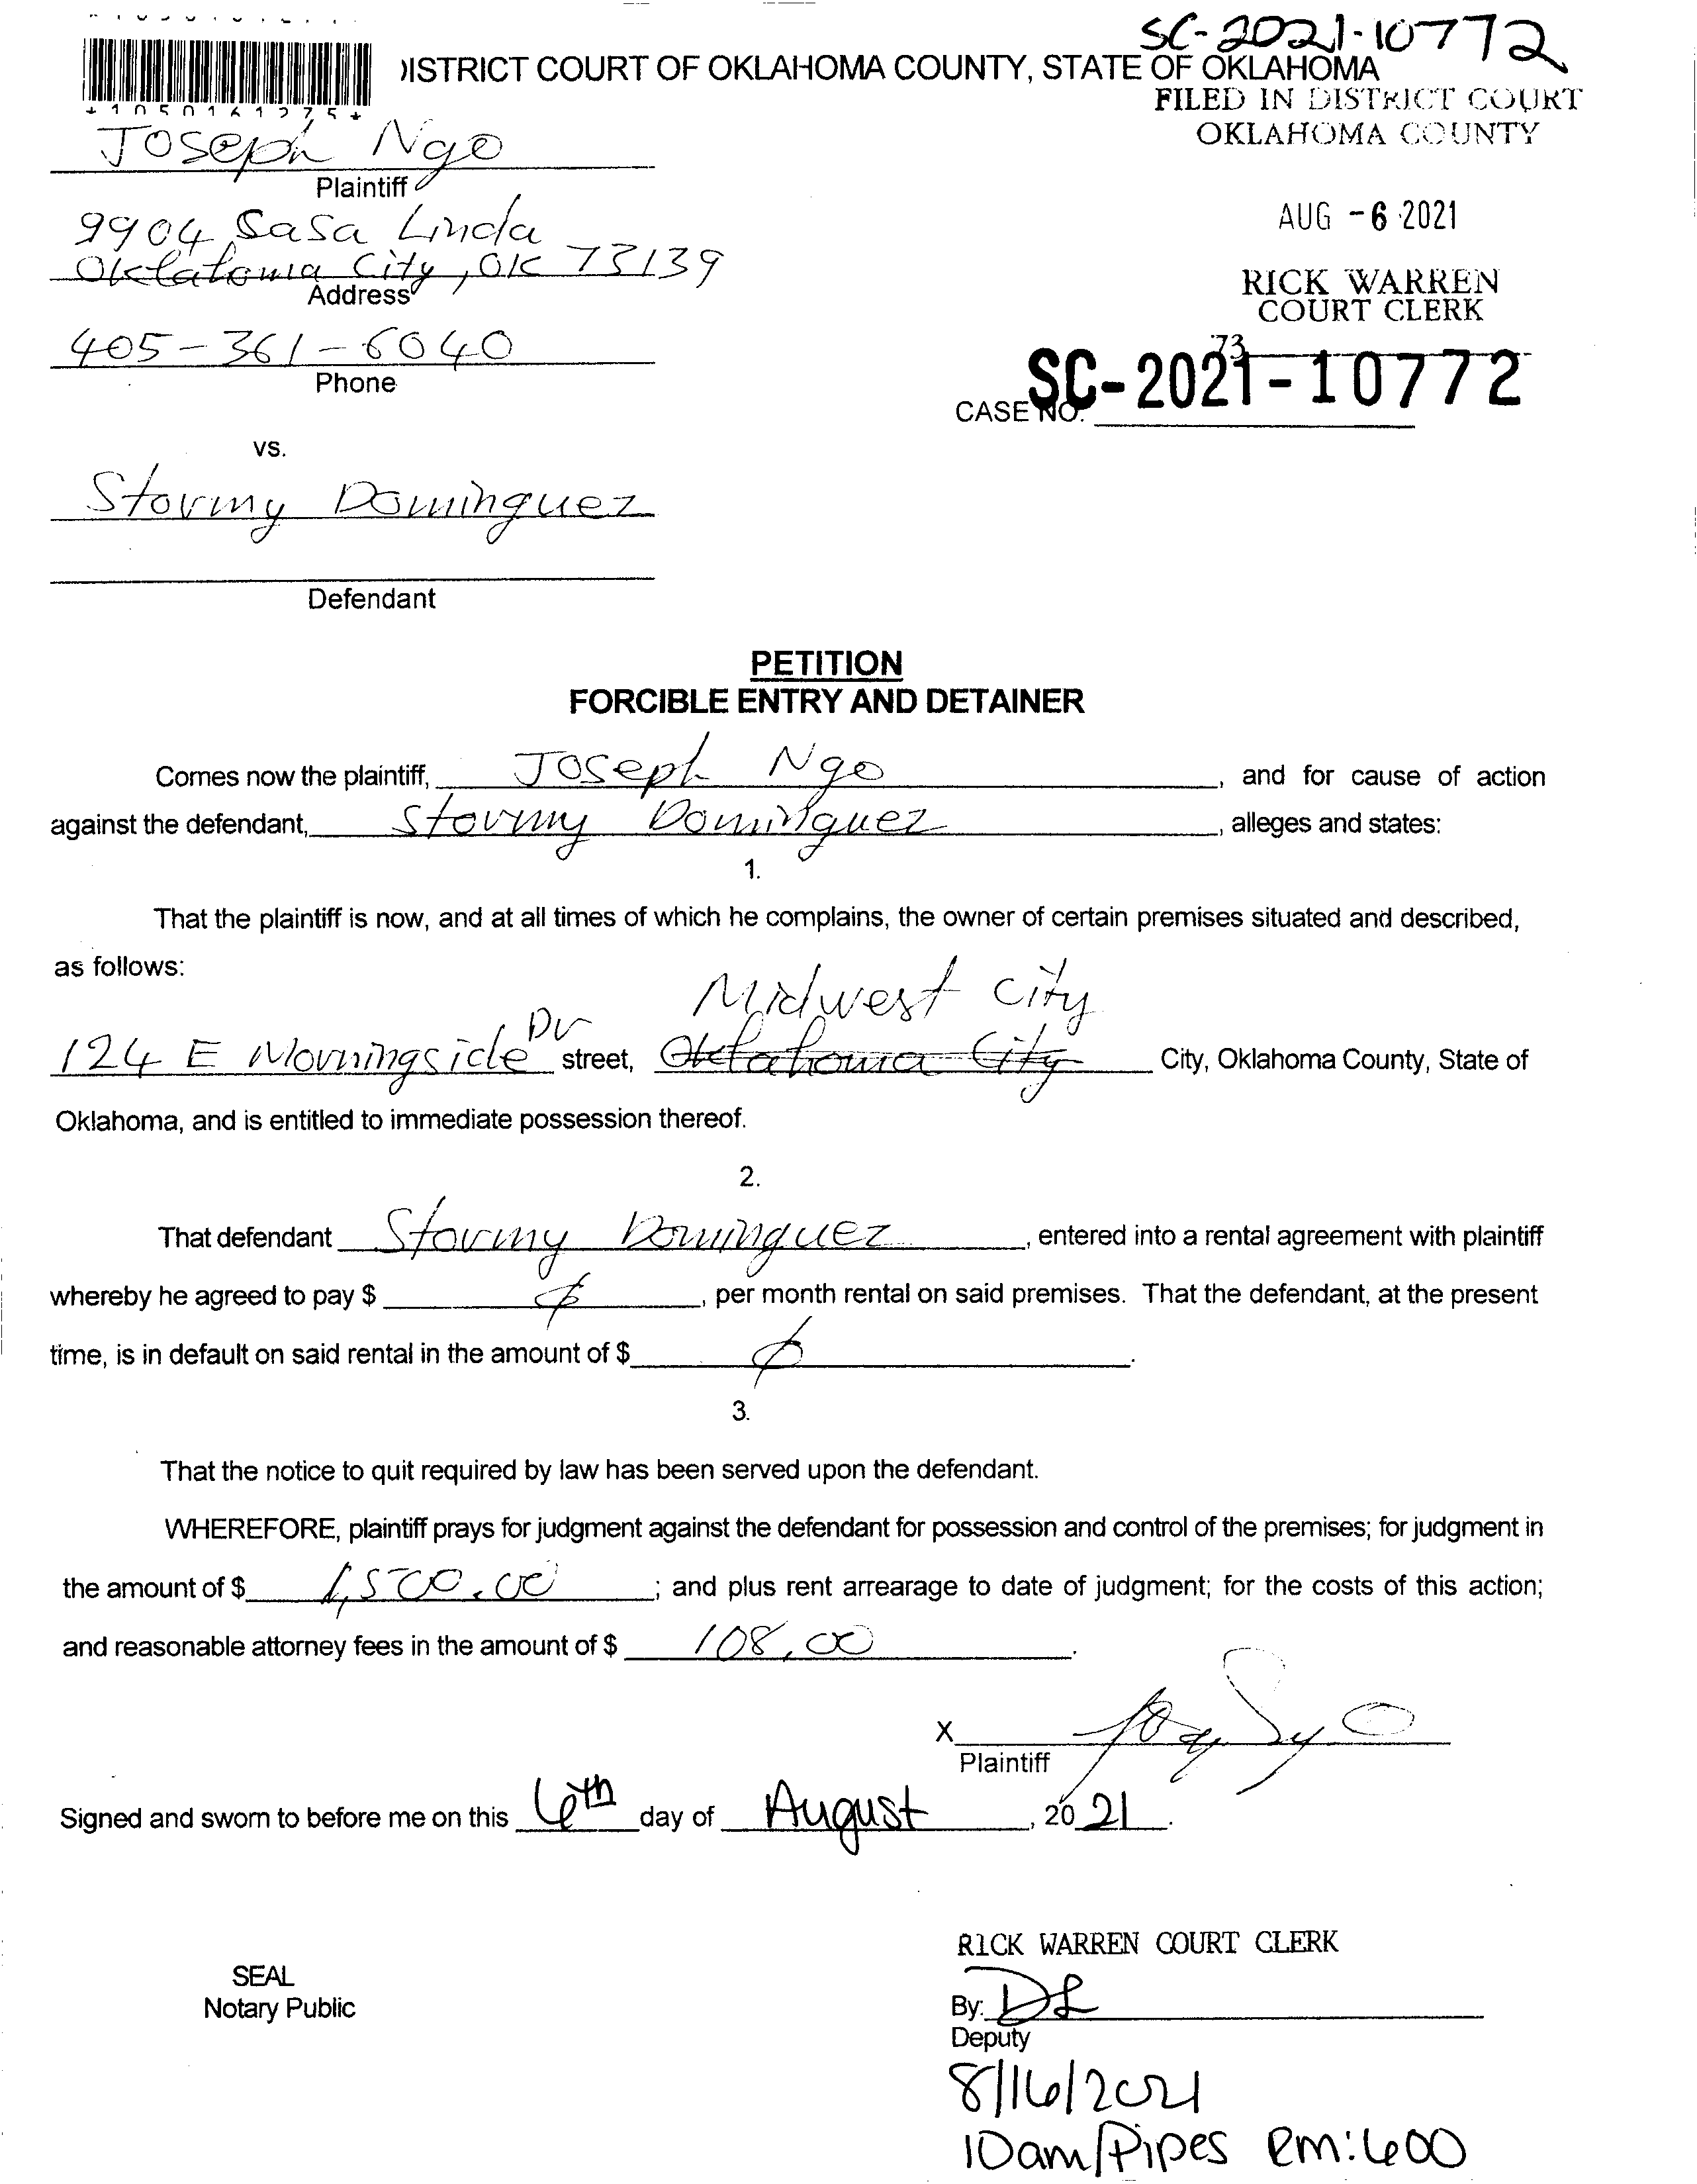 SC-2021-10772
DISTRICT COURT OF OKLAHOMA COUNTY, STATE OF OKLAHOMA
FILED IN DISTRICT COURT
OKLAHOMA COUNTY
*1050161275*
Joseph Ngo
Plaintiff
AUG -6 2021
9904 Sasa Linda
Oklahoma City, OK 73139
Address
RICK WARREN
COURT CLERK
405-361-6040
Phone
73
CASE NO. SC-2021-10772
vs.
Stormy Dominguez
Defendant
PETITION
FORCIBLE ENTRY AND DETAINER
Comes now the plaintiff, Joseph Ngo, and for cause of action
against the defendant, Stormy Dominguez, alleges and states:
1.
That the plaintiff is now, and at all times of which he complains, the owner of certain premises situated and described,
as follows:
Midwest City
124 E Morningside Dr street, Oklahoma City City, Oklahoma County, State of
Oklahoma, and is entitled to immediate possession thereof.
2.
That defendant Stormy Dominguez, entered into a rental agreement with plaintiff
whereby he agreed to pay $ ∅, per month rental on said premises. That the defendant, at the present
time, is in default on said rental in the amount of $ ∅.
3.
That the notice to quit required by law has been served upon the defendant.
WHEREFORE, plaintiff prays for judgment against the defendant for possession and control of the premises; for judgment in
the amount of $ 1,500.00; and plus rent arrearage to date of judgment; for the costs of this action;
and reasonable attorney fees in the amount of $ 108.00.
X
Plaintiff
Signed and sworn to before me on this 6th day of August, 2021.
RICK WARREN COURT CLERK
SEAL
Notary Public
By: DL
Deputy
8/16/2021
10am/Pipes rm:600